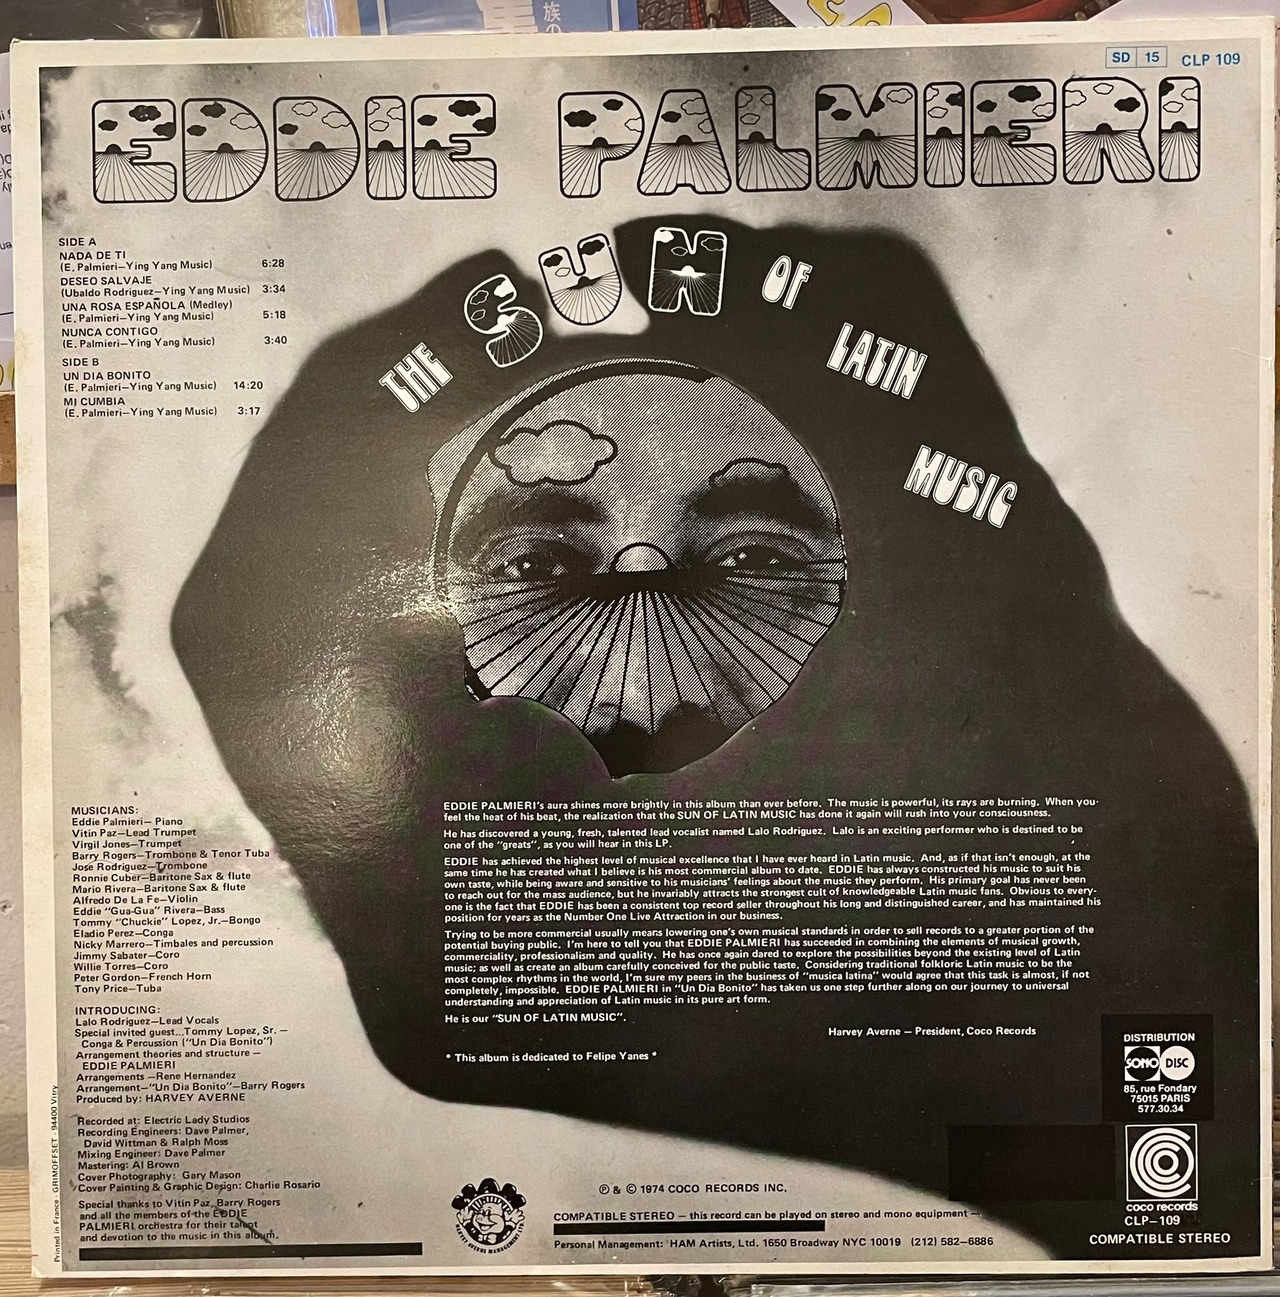 族の
SD 15 CLP 109
EDDIE PALMIERI
THE SUN OF LATIN MUSIC
SIDE A
NADA DE TI
(E. Palmieri—Ying Yang Music) 6:28
DESEO SALVAJE
(Ubaldo Rodriguez—Ying Yang Music) 3:34
UNA ROSA ESPAÑOLA (Medley)
(E. Palmieri—Ying Yang Music) 5:18
NUNCA CONTIGO
(E. Palmieri—Ying Yang Music) 3:40
SIDE B
UN DIA BONITO
(E. Palmieri—Ying Yang Music) 14:20
MI CUMBIA
(E. Palmieri—Ying Yang Music) 3:17
MUSICIANS:
Eddie Palmieri— Piano
Vitin Paz—Lead Trumpet
Virgil Jones—Trumpet
Barry Rogers—Trombone & Tenor Tuba
Jose Rodriguez—Trombone
Ronnie Cuber—Baritone Sax & flute
Mario Rivera—Baritone Sax & flute
Alfredo De La Fe—Violin
Eddie "Gua-Gua" Rivera—Bass
Tommy "Chuckie" Lopez, Jr.—Bongo
Eladio Perez—Conga
Nicky Marrero—Timbales and percussion
Jimmy Sabater—Coro
Willie Torres—Coro
Peter Gordon—French Horn
Tony Price—Tuba
INTRODUCING:
Lalo Rodriguez—Lead Vocals
Special invited guest...Tommy Lopez, Sr. —
Conga & Percussion ("Un Dia Bonito")
Arrangement theories and structure —
EDDIE PALMIERI
Arrangements —Rene Hernandez
Arrangement—"Un Dia Bonito"—Barry Rogers
Produced by: HARVEY AVERNE
Recorded at: Electric Lady Studios
Recording Engineers: Dave Palmer,
David Wittman & Ralph Moss
Mixing Engineer: Dave Palmer
Mastering: Al Brown
Cover Photography: Gary Mason
Cover Painting & Graphic Design: Charlie Rosario
Special thanks to Vitin Paz, Barry Rogers
and all the members of the EDDIE
PALMIERI orchestra for their talent
and devotion to the music in this album.
Printed in France - GRIMOFFSET - 94400 Vitry
EDDIE PALMIERI's aura shines more brightly in this album than ever before. The music is powerful, its rays are burning. When you
feel the heat of his beat, the realization that the SUN OF LATIN MUSIC has done it again will rush into your consciousness.
He has discovered a young, fresh, talented lead vocalist named Lalo Rodriguez. Lalo is an exciting performer who is destined to be
one of the "greats", as you will hear in this LP.
EDDIE has achieved the highest level of musical excellence that I have ever heard in Latin music. And, as if that isn't enough, at the
same time he has created what I believe is his most commercial album to date. EDDIE has always constructed his music to suit his
own taste, while being aware and sensitive to his musicians' feelings about the music they perform. His primary goal has never been
to reach out for the mass audience, but he invariably attracts the strongest cult of knowledgeable Latin music fans. Obvious to every-
one is the fact that EDDIE has been a consistent top record seller throughout his long and distinguished career, and has maintained his
position for years as the Number One Live Attraction in our business.
Trying to be more commercial usually means lowering one's own musical standards in order to sell records to a greater portion of the
potential buying public. I'm here to tell you that EDDIE PALMIERI has succeeded in combining the elements of musical growth,
commerciality, professionalism and quality. He has once again dared to explore the possibilities beyond the existing level of Latin
music; as well as create an album carefully conceived for the public taste. Considering traditional folkloric Latin music to be the
most complex rhythms in the world, I'm sure my peers in the business of "musica latina" would agree that this task is almost, if not
completely, impossible. EDDIE PALMIERI in "Un Dia Bonito" has taken us one step further along on our journey to universal
understanding and appreciation of Latin music in its pure art form.
He is our "SUN OF LATIN MUSIC".
Harvey Averne — President, Coco Records
* This album is dedicated to Felipe Yanes *
DISTRIBUTION
SONO DISC
85, rue Fondary
75015 PARIS
577.30.34
HARVEY AVERNE MANAGEMENT LTD.
℗ & © 1974 COCO RECORDS INC.
COMPATIBLE STEREO — this record can be played on stereo and mono equipment —
Personal Management: HAM Artists, Ltd. 1650 Broadway NYC 10019 (212) 582—6886
coco records
CLP—109
COMPATIBLE STEREO